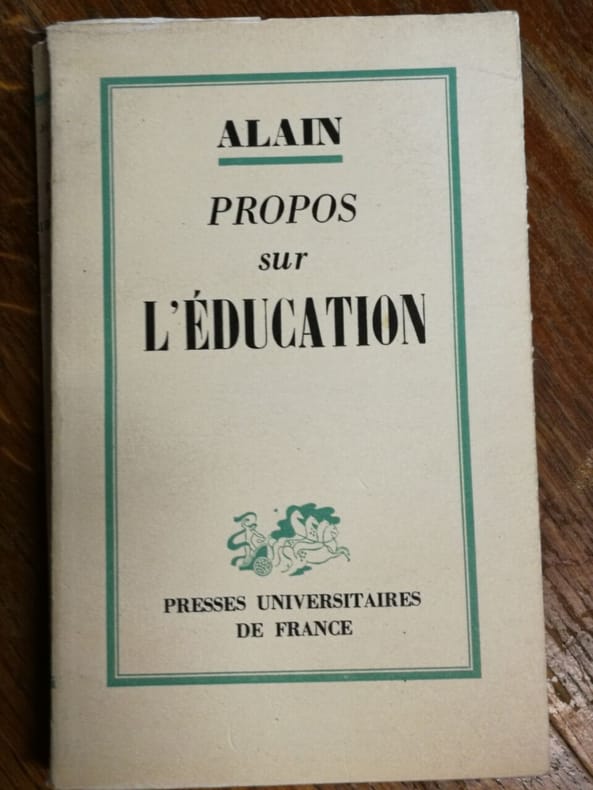 ALAIN
PROPOS
sur
L'ÉDUCATION
PRESSES UNIVERSITAIRES
DE FRANCE